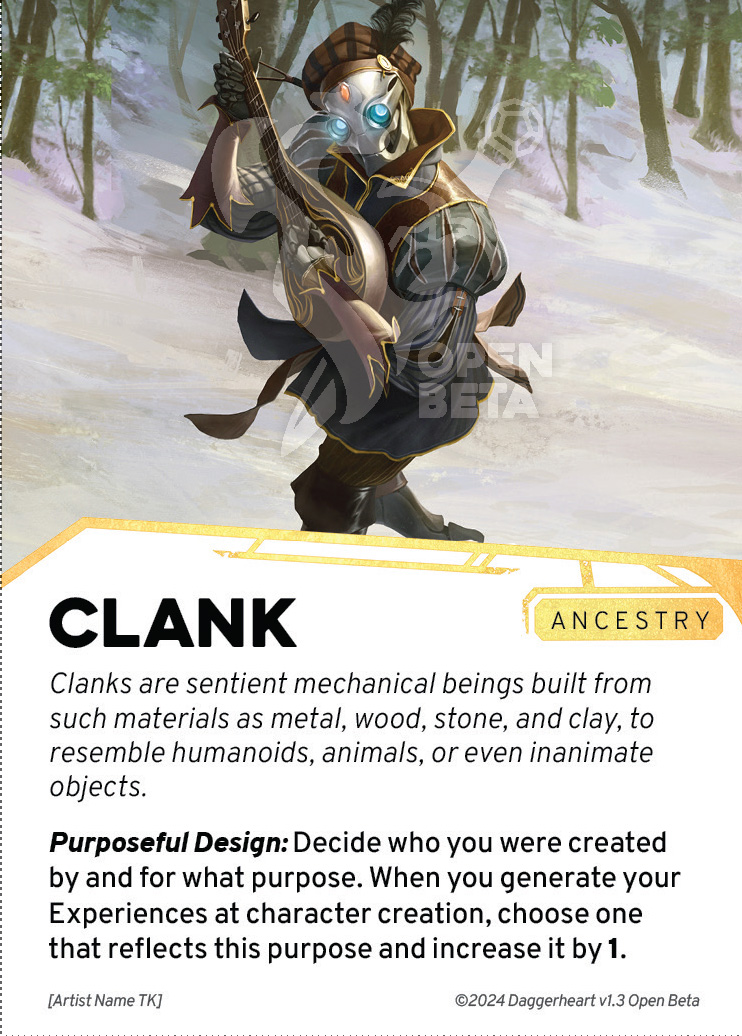 OPEN
BETA
CLANK
ANCESTRY
Clanks are sentient mechanical beings built from
such materials as metal, wood, stone, and clay, to
resemble humanoids, animals, or even inanimate
objects.
Purposeful Design: Decide who you were created
by and for what purpose. When you generate your
Experiences at character creation, choose one
that reflects this purpose and increase it by 1.
[Artist Name TK]
©2024 Daggerheart v1.3 Open Beta